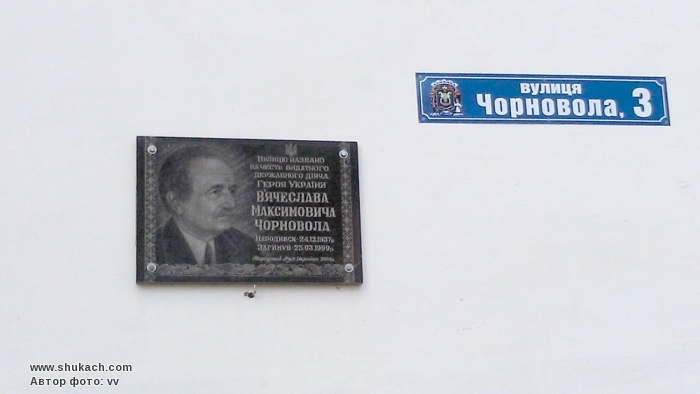 вулиця
Чорновола, 3
Вулицю названо
на честь видатного
державного діяча,
Героя України
В'ячеслава
Максимовича
Чорновола
Народився - 24.12.1937р.
Загинув - 25.03.1999р.
www.shukach.com
Автор фото: vv